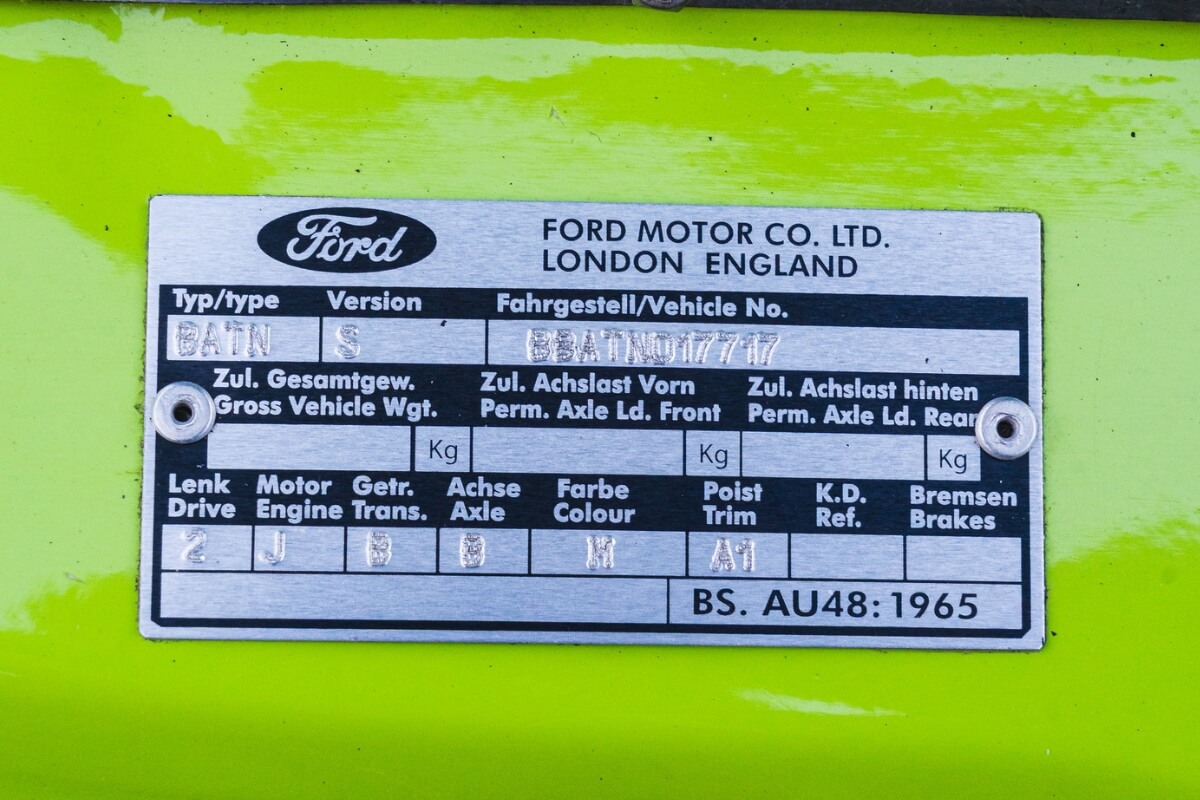 Ford
FORD MOTOR CO. LTD.
LONDON ENGLAND
Typ/type Version Fahrgestell/Vehicle No.
BATN S BBATND17717
Zul. Gesamtgew. Zul. Achslast Vorn Zul. Achslast hinten
Gross Vehicle Wgt. Perm. Axle Ld. Front Perm. Axle Ld. Rear
Kg Kg Kg
Lenk Motor Getr. Achse Farbe Poist K.D. Bremsen
Drive Engine Trans. Axle Colour Trim Ref. Brakes
2 J B B M A1
BS. AU48: 1965